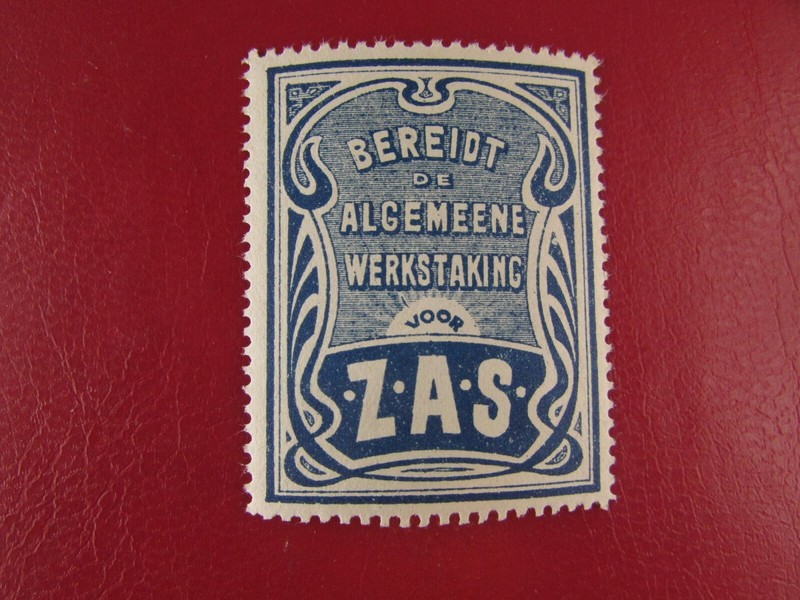 BEREIDT
DE
ALGEMEENE
WERKSTAKING
VOOR
·Z·A·S·